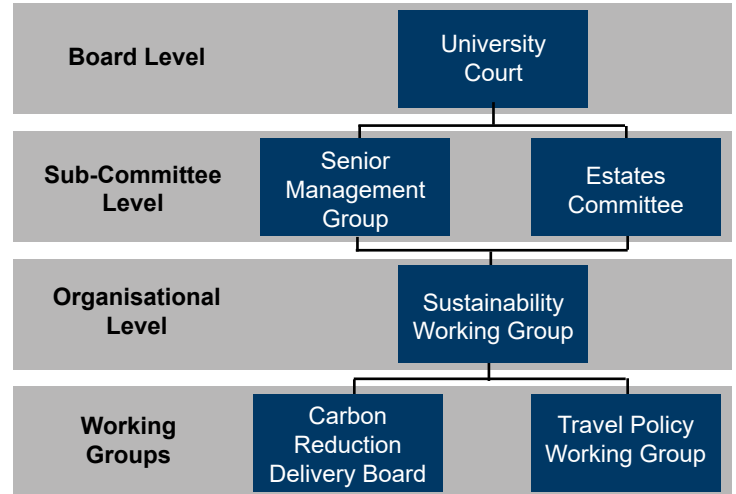 Board Level
University
Court
Sub-Committee
Level
Senior
Management
Group
Estates
Committee
Organisational
Level
Sustainability
Working Group
Working
Groups
Carbon
Reduction
Delivery Board
Travel Policy
Working Group